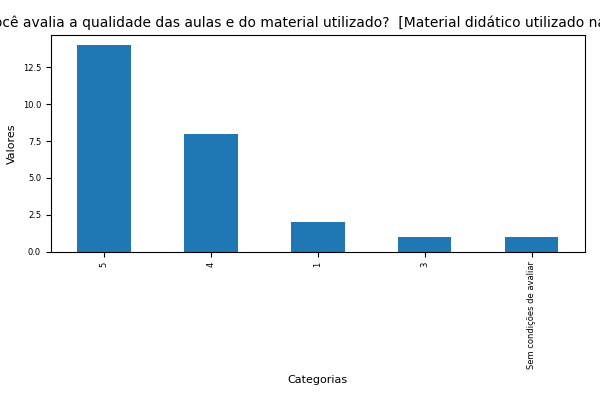 você avalia a qualidade das aulas e do material utilizado? [Material didático utilizado na
12.5
10.0
7.5
5.0
2.5
0.0
Valores
5
4
1
3
Sem condições de avaliar
Categorias